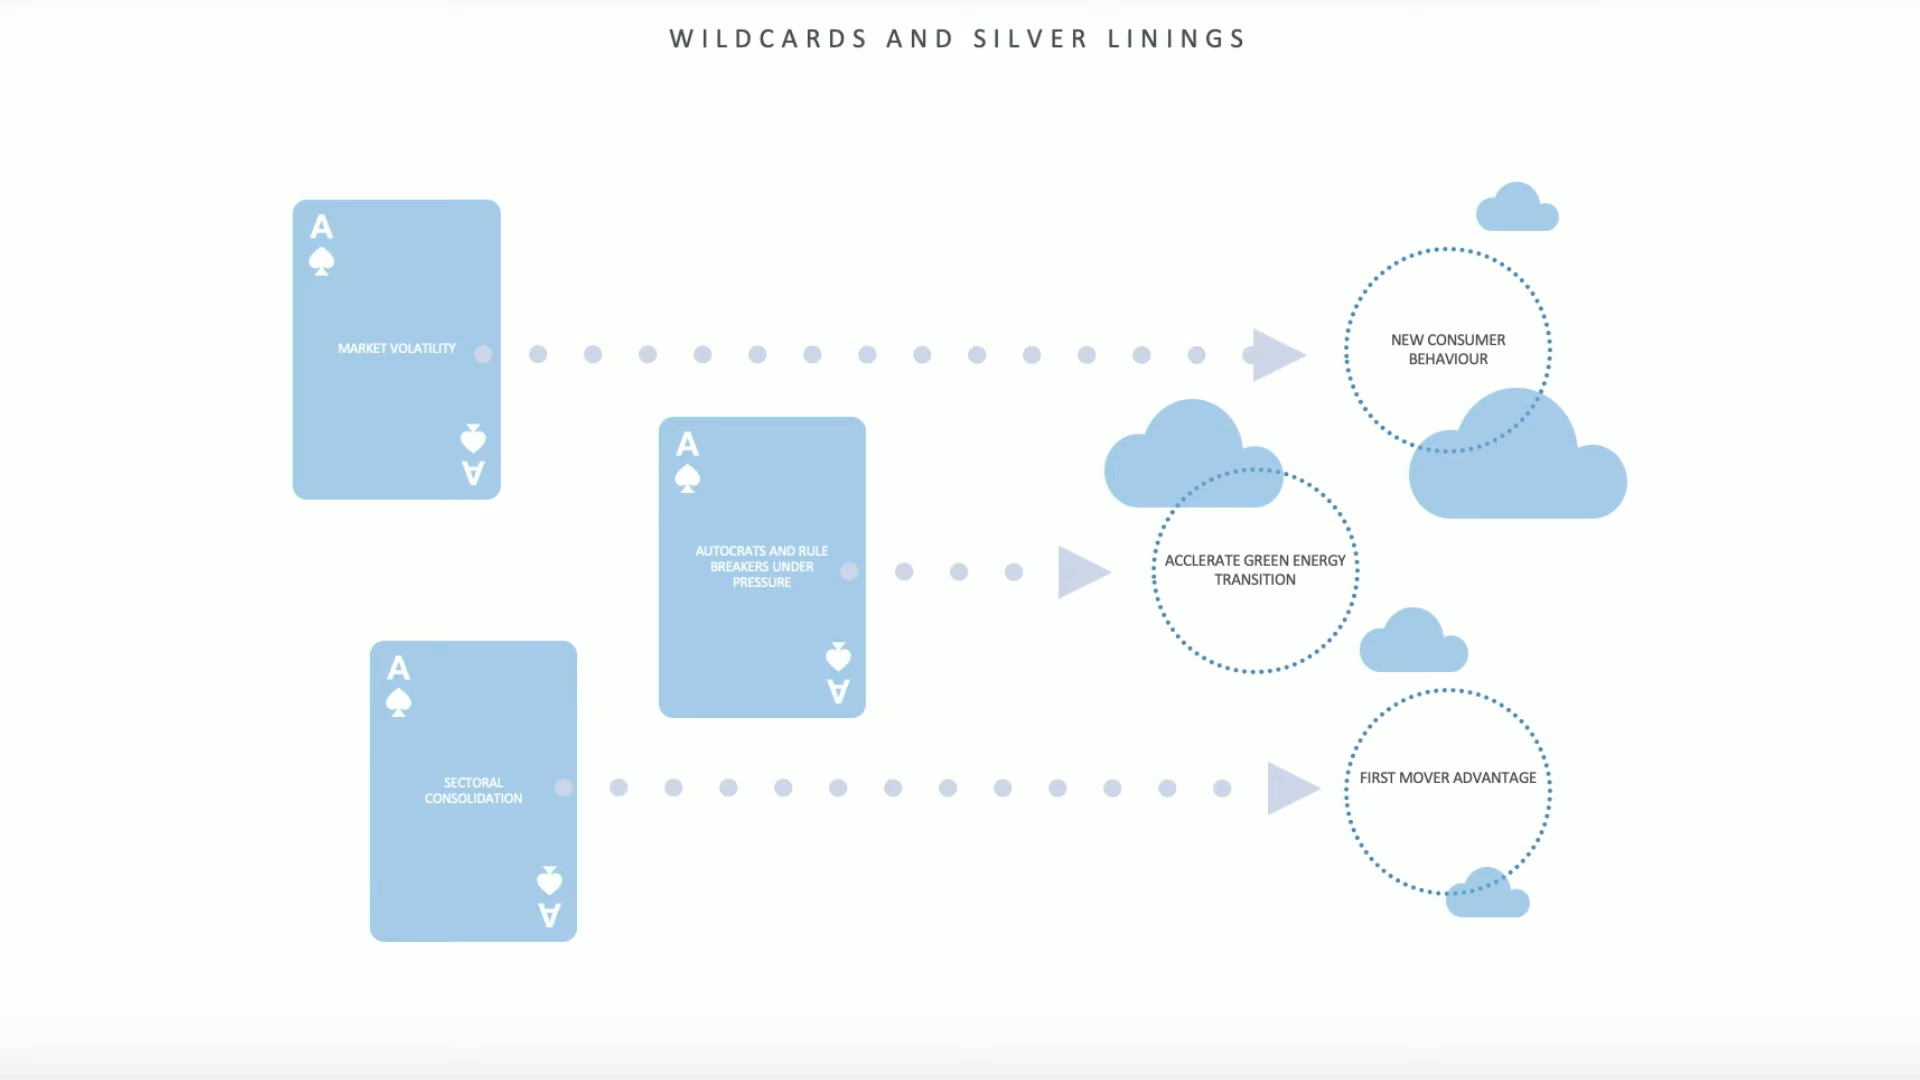 WILDCARDS AND SILVER LININGS
A
MARKET VOLATILITY
A
NEW CONSUMER
BEHAVIOUR
A
AUTOCRATS AND RULE
BREAKERS UNDER
PRESSURE
A
ACCLERATE GREEN ENERGY
TRANSITION
A
SECTORAL
CONSOLIDATION
A
FIRST MOVER ADVANTAGE